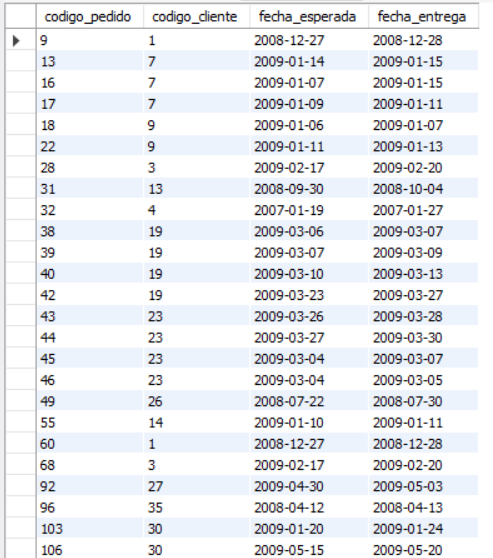 codigo_pedido codigo_cliente fecha_esperada fecha_entrega
9 1 2008-12-27 2008-12-28
13 7 2009-01-14 2009-01-15
16 7 2009-01-07 2009-01-15
17 7 2009-01-09 2009-01-11
18 9 2009-01-06 2009-01-07
22 9 2009-01-11 2009-01-13
28 3 2009-02-17 2009-02-20
31 13 2008-09-30 2008-10-04
32 4 2007-01-19 2007-01-27
38 19 2009-03-06 2009-03-07
39 19 2009-03-07 2009-03-09
40 19 2009-03-10 2009-03-13
42 19 2009-03-23 2009-03-27
43 23 2009-03-26 2009-03-28
44 23 2009-03-27 2009-03-30
45 23 2009-03-04 2009-03-07
46 23 2009-03-04 2009-03-05
49 26 2008-07-22 2008-07-30
55 14 2009-01-10 2009-01-11
60 1 2008-12-27 2008-12-28
68 3 2009-02-17 2009-02-20
92 27 2009-04-30 2009-05-03
96 35 2008-04-12 2008-04-13
103 30 2009-01-20 2009-01-24
106 30 2009-05-15 2009-05-20